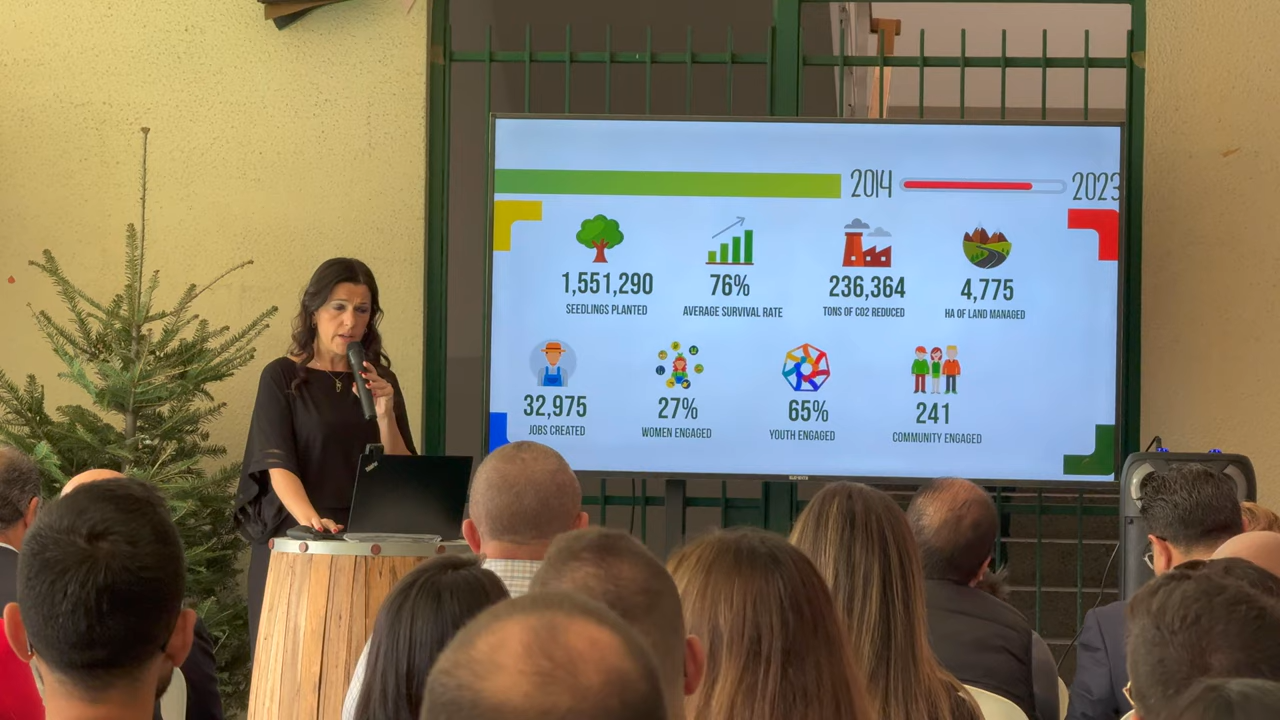 2014 2023
1,551,290
SEEDLINGS PLANTED
76%
AVERAGE SURVIVAL RATE
236,364
TONS OF CO2 REDUCED
4,775
HA OF LAND MANAGED
32,975
JOBS CREATED
27%
WOMEN ENGAGED
65%
YOUTH ENGAGED
241
COMMUNITY ENGAGED